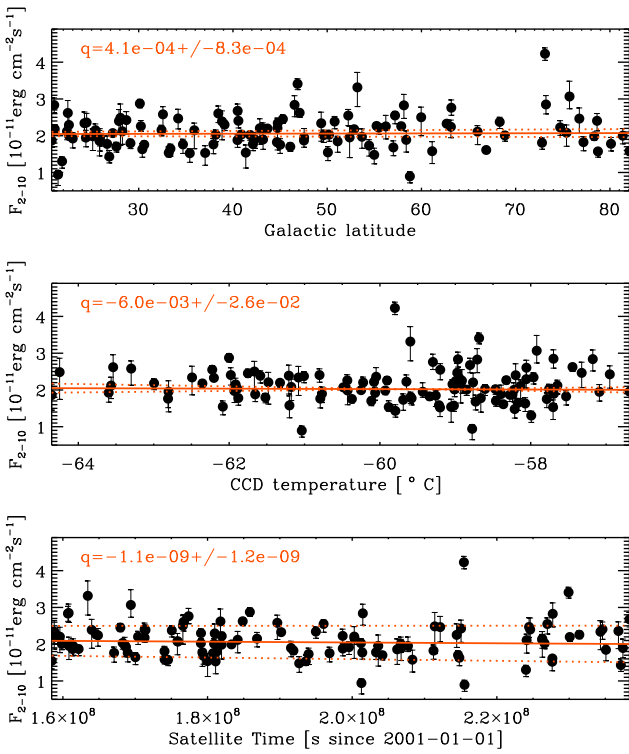 q=4.1e-04+/-8.3e-04
F2-10 [10-11erg cm-2s-1]
4
3
2
1
30 40 50 60 70 80
Galactic latitude
q=-6.0e-03+/-2.6e-02
F2-10 [10-11erg cm-2s-1]
4
3
2
1
-64 -62 -60 -58
CCD temperature [°C]
q=-1.1e-09+/-1.2e-09
F2-10 [10-11erg cm-2s-1]
4
3
2
1
1.6×10⁸ 1.8×10⁸ 2.0×10⁸ 2.2×10⁸
Satellite Time [s since 2001-01-01]